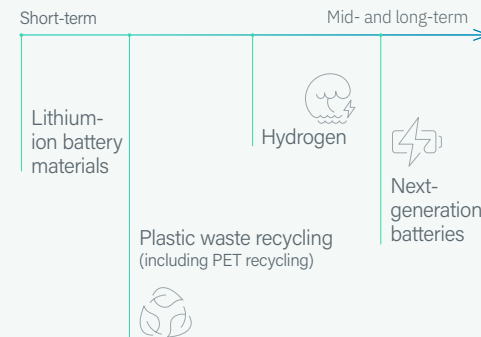 Short-term
Mid- and long-term
Lithium-
ion battery
materials
Plastic waste recycling
(including PET recycling)
Hydrogen
Next-
generation
batteries